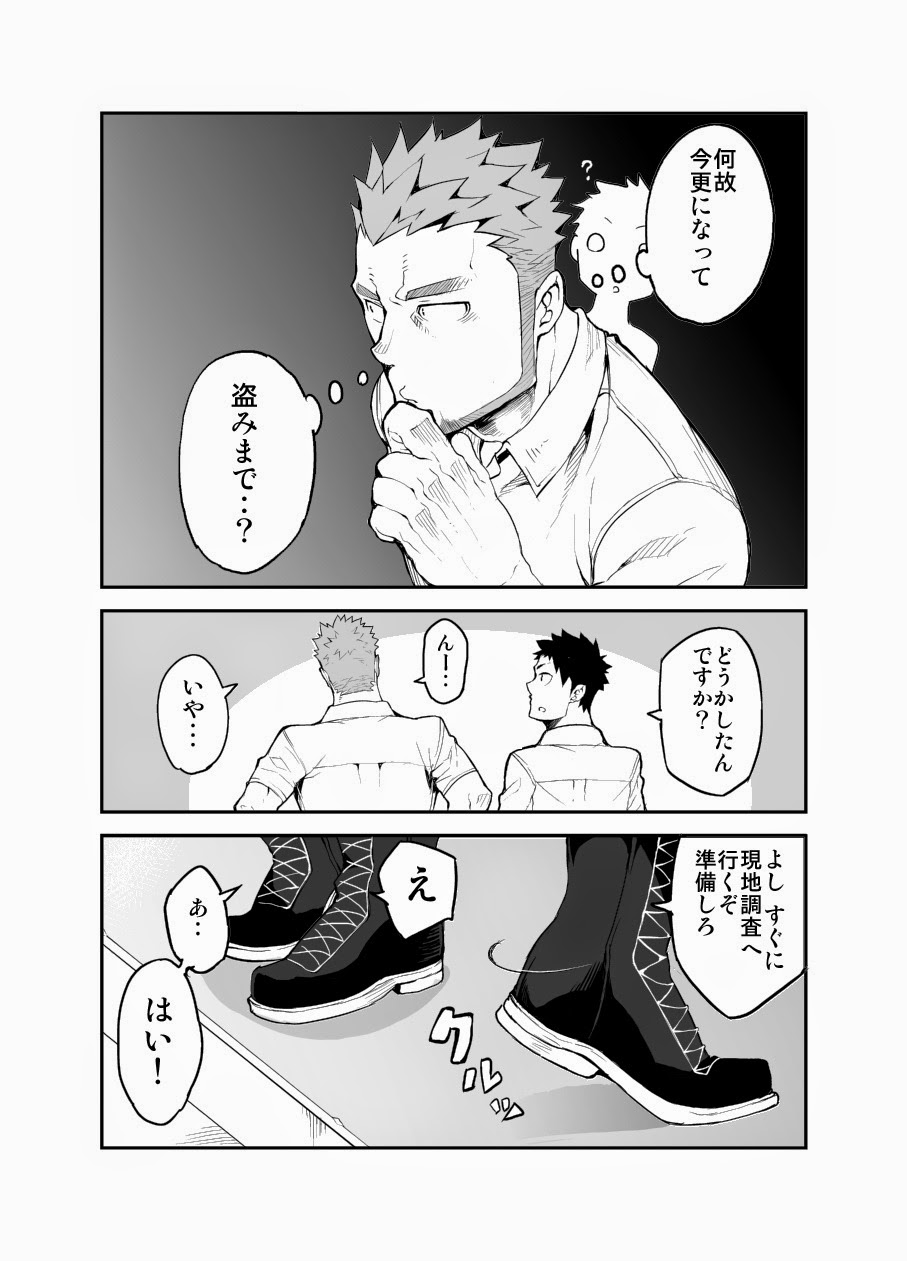 何故
今更になって
?
盗みまで‥?
どうかしたん
ですか?
んー…
いや…
よし すぐに
現地調査へ
行くぞ
準備しろ
クルッ
え
あ‥
はい!